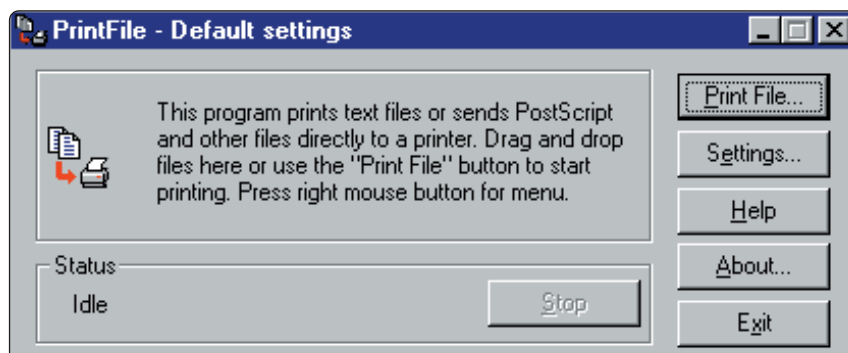 PrintFile - Default settings
This program prints text files or sends PostScript
and other files directly to a printer. Drag and drop
files here or use the "Print File" button to start
printing. Press right mouse button for menu.
Print File...
Settings...
Help
About...
Exit
Status
Idle
Stop